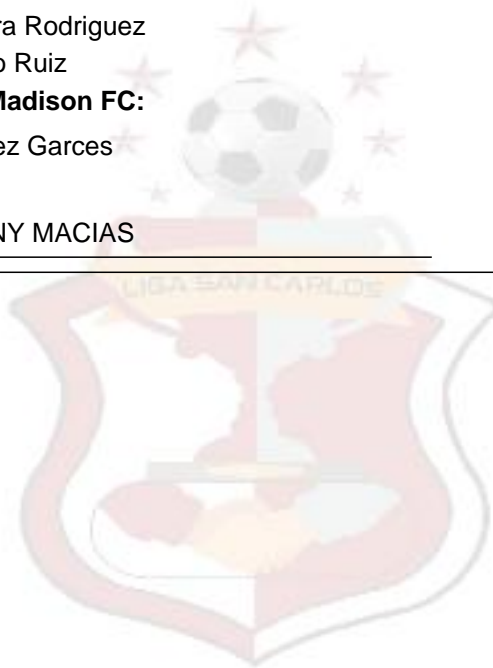 ra Rodriguez
o Ruiz
Madison FC:
ez Garces
NY MACIAS
LIGA SAN CARLOS